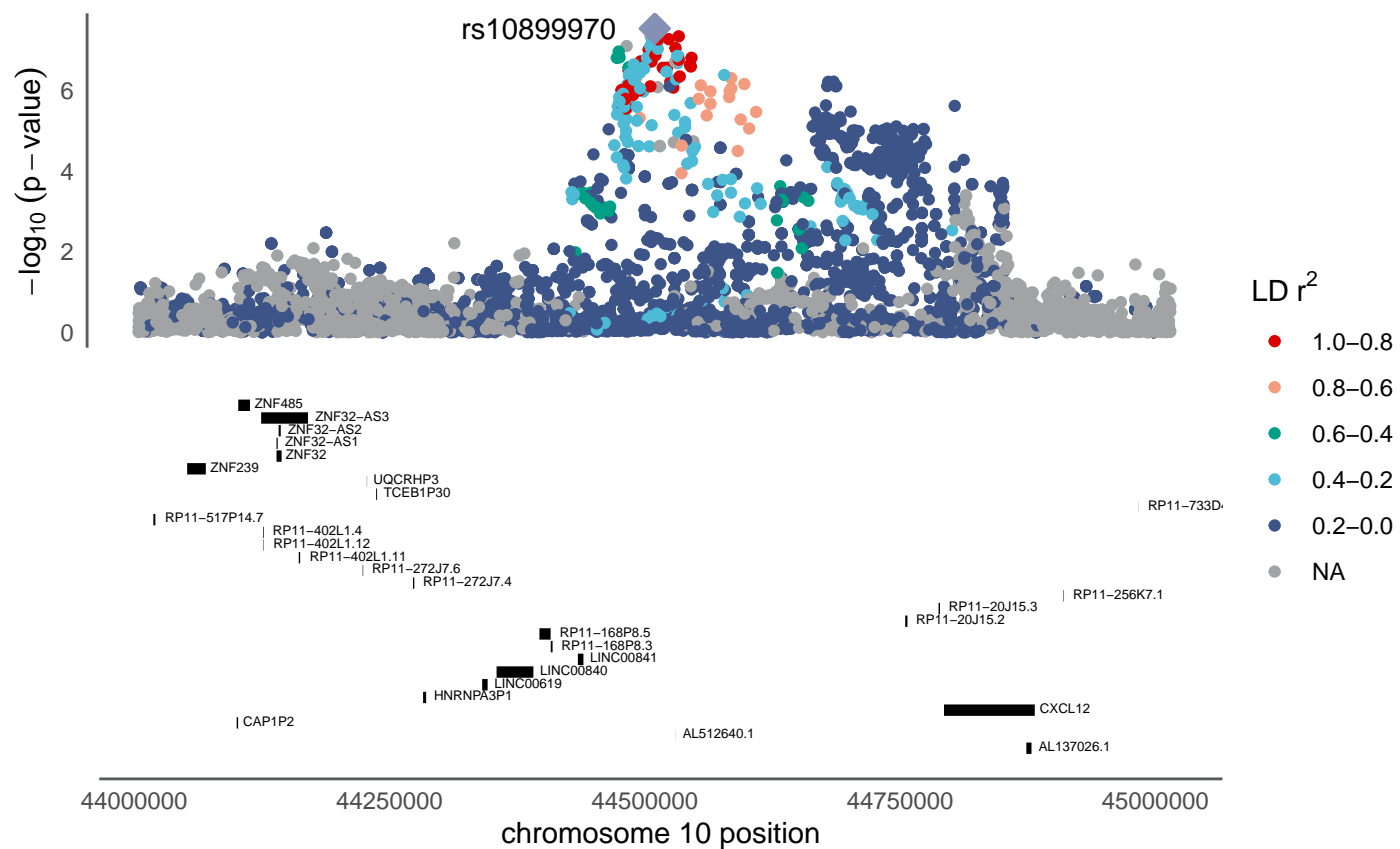 rs10899970
−log10 (p − value)
6
4
2
0
LD r2
1.0−0.8
0.8−0.6
0.6−0.4
0.4−0.2
0.2−0.0
NA
ZNF485
ZNF32−AS3
ZNF32−AS2
ZNF32−AS1
ZNF32
ZNF239
UQCRHP3
TCEB1P30
RP11−733D4
RP11−517P14.7
RP11−402L1.4
RP11−402L1.12
RP11−402L1.11
RP11−272J7.6
RP11−272J7.4
RP11−256K7.1
RP11−20J15.3
RP11−20J15.2
RP11−168P8.5
RP11−168P8.3
LINC00841
LINC00840
LINC00619
HNRNPA3P1
CXCL12
CAP1P2
AL512640.1
AL137026.1
44000000 44250000 44500000 44750000 45000000
chromosome 10 position